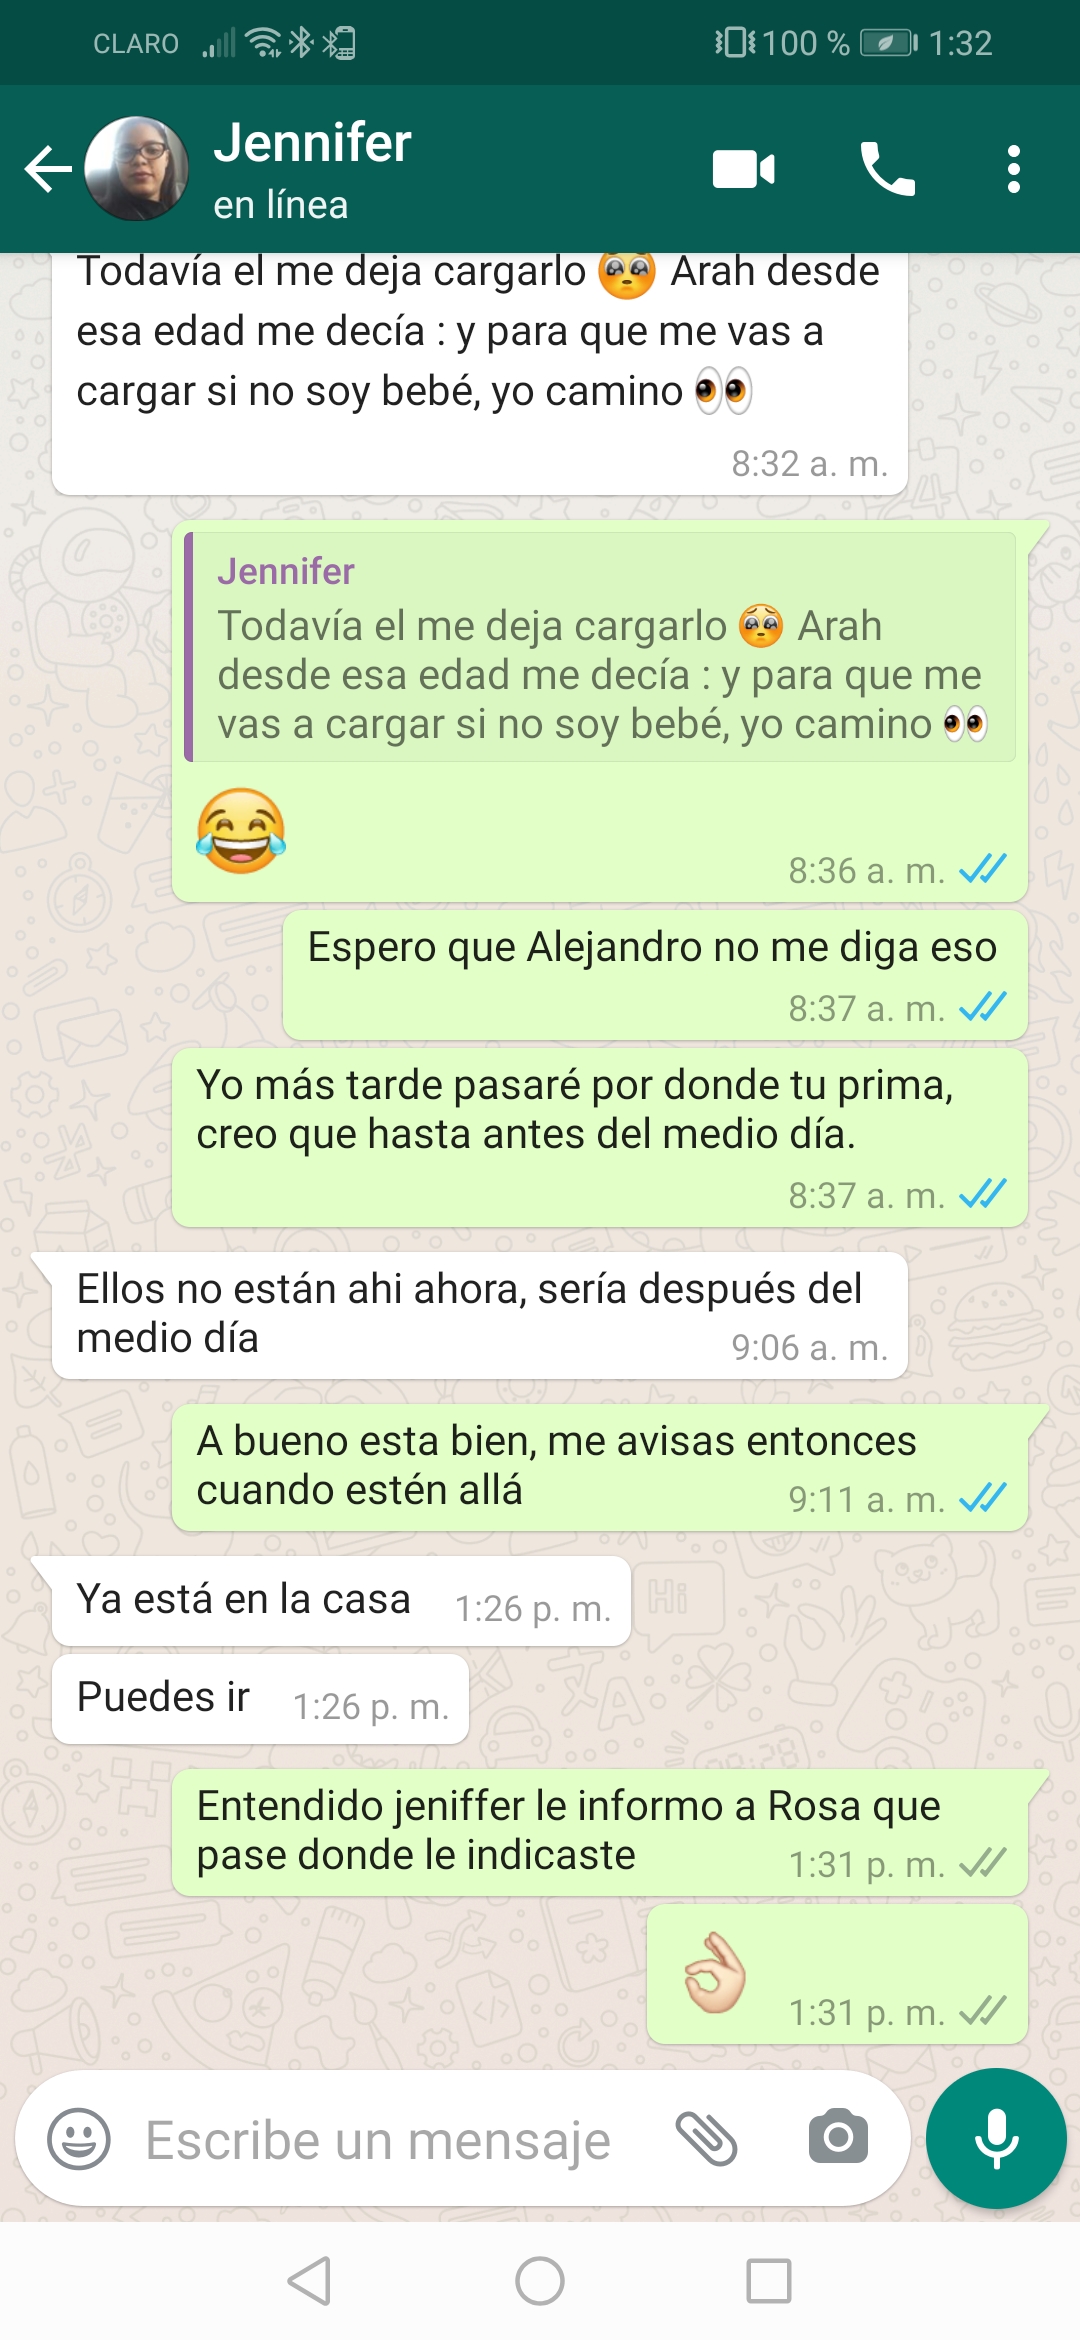 CLARO 100 % 1:32
Jennifer
en línea
Todavía el me deja cargarlo 🥺 Arah desde
esa edad me decía : y para que me vas a
cargar si no soy bebé, yo camino 👀
8:32 a. m.
Jennifer
Todavía el me deja cargarlo 🥺 Arah
desde esa edad me decía : y para que me
vas a cargar si no soy bebé, yo camino 👀
😂
8:36 a. m.
Espero que Alejandro no me diga eso
8:37 a. m.
Yo más tarde pasaré por donde tu prima,
creo que hasta antes del medio día.
8:37 a. m.
Ellos no están ahi ahora, sería después del
medio día 9:06 a. m.
A bueno esta bien, me avisas entonces
cuando estén allá 9:11 a. m.
Ya está en la casa 1:26 p. m.
Puedes ir 1:26 p. m.
Entendido jeniffer le informo a Rosa que
pase donde le indicaste 1:31 p. m.
👌🏻 1:31 p. m.
Escribe un mensaje